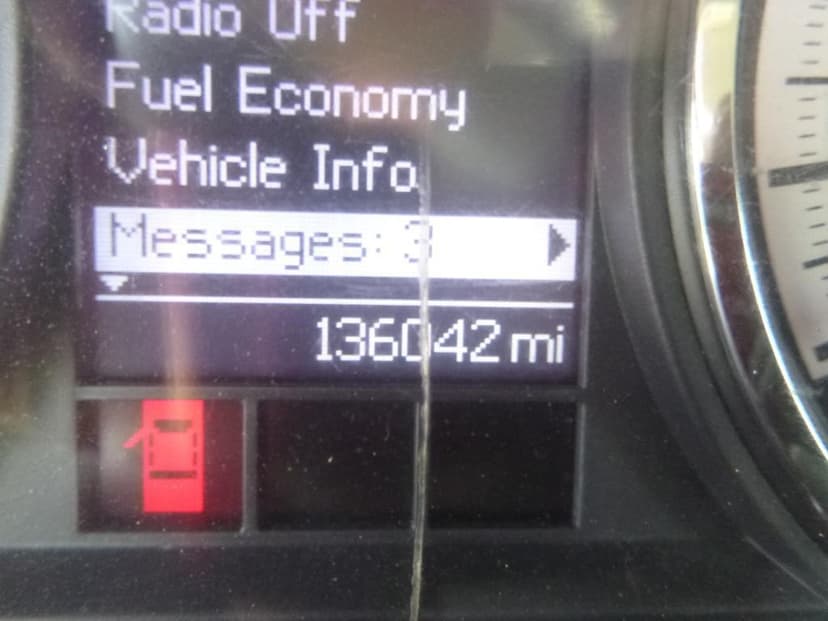 Radio Off
Fuel Economy
Vehicle Info
Messages: 3
136042 mi